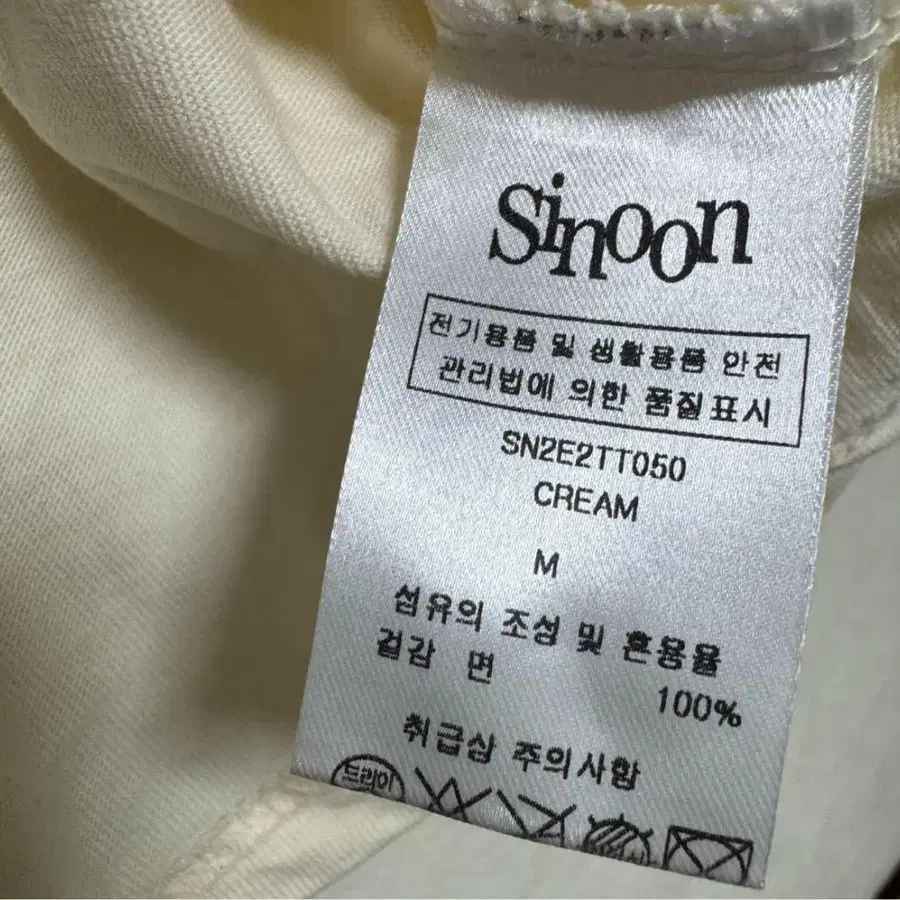 Sinoon
전기용품 및 생활용품 안전
관리법에 의한 품질표시
SN2E2TT050
CREAM
M
섬유의 조성 및 혼용율
겉감 면 100%
취급상 주의사항
드라이